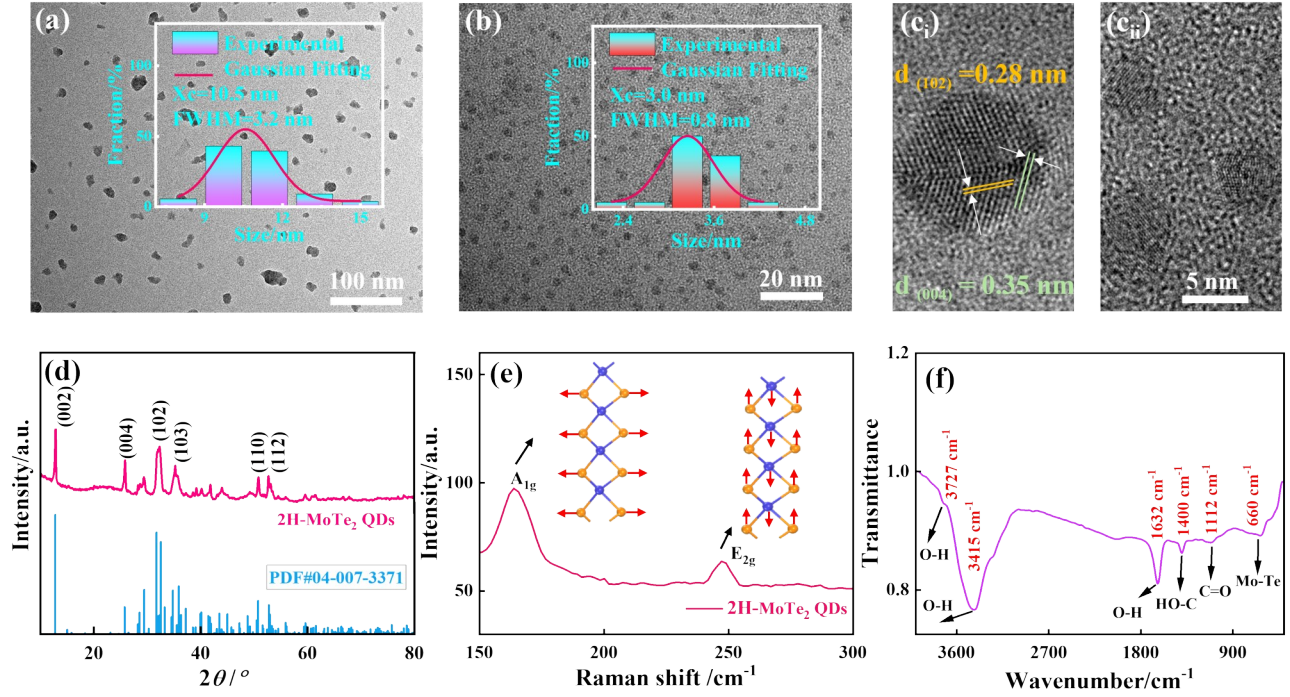 (a)
Experimental
Gaussian Fitting
Xc=10.5 nm
FWHM=3.2 nm
Fraction/%
100
50
0
9
12
15
Size/nm
100 nm
(b)
Experimental
Gaussian Fitting
Xc=3.0 nm
FWHM=0.8 nm
Ftaction/%
100
50
0
2.4
3.6
4.8
Size/nm
20 nm
(ci)
d (102) =0.28 nm
d (004) = 0.35 nm
(cii)
5 nm
(d)
(002)
(004)
(102)
(103)
(110)
(112)
2H-MoTe2 QDs
PDF#04-007-3371
Intensity/a.u.
20
40
60
80
2θ/°
(e)
Intensity/a.u.
150
100
50
A1g
E2g
2H-MoTe2 QDs
150
200
250
300
Raman shift /cm-1
(f)
Transmittance
1.2
1.0
0.8
3727 cm-1
3415 cm-1
1632 cm-1
1400 cm-1
1112 cm-1
660 cm-1
O-H
O-H
O-H
HO-C
C=O
Mo-Te
3600
2700
1800
900
Wavenumber/cm-1